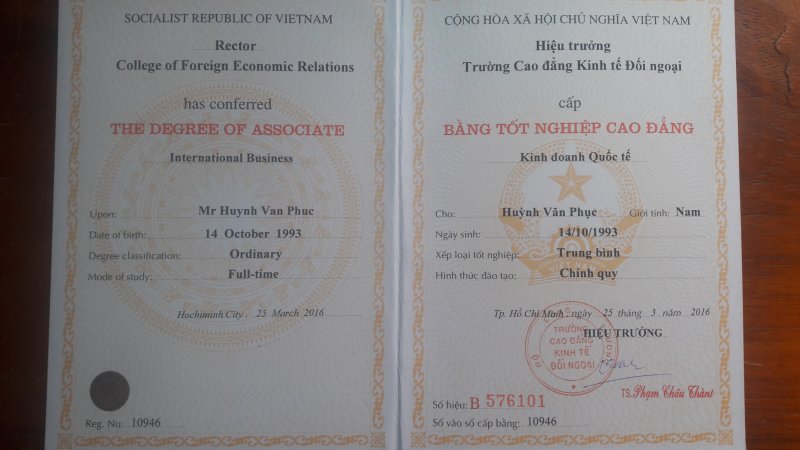 SOCIALIST REPUBLIC OF VIETNAM
Rector
College of Foreign Economic Relations
has conferred
THE DEGREE OF ASSOCIATE
International Business
Upon: Mr Huynh Van Phuc
Date of birth: 14 October 1993
Degree classification: Ordinary
Mode of study: Full-time
Hochiminh City, 25 March 2016
Reg. No: 10946
CỘNG HÒA XÃ HỘI CHỦ NGHĨA VIỆT NAM
Hiệu trưởng
Trường Cao đẳng Kinh tế Đối ngoại
cấp
BẰNG TỐT NGHIỆP CAO ĐẲNG
Kinh doanh Quốc tế
Cho: Huỳnh Văn Phục Giới tính: Nam
Ngày sinh: 14/10/1993
Xếp loại tốt nghiệp: Trung bình
Hình thức đào tạo: Chính quy
Tp. Hồ Chí Minh, ngày 25 tháng 3 năm 2016
HIỆU TRƯỞNG
TRƯỜNG
CAO ĐẲNG
KINH TẾ
ĐỐI NGOẠI
TS. Phạm Châu Thành
Số hiệu: B 576101
Số vào sổ cấp bằng: 10946